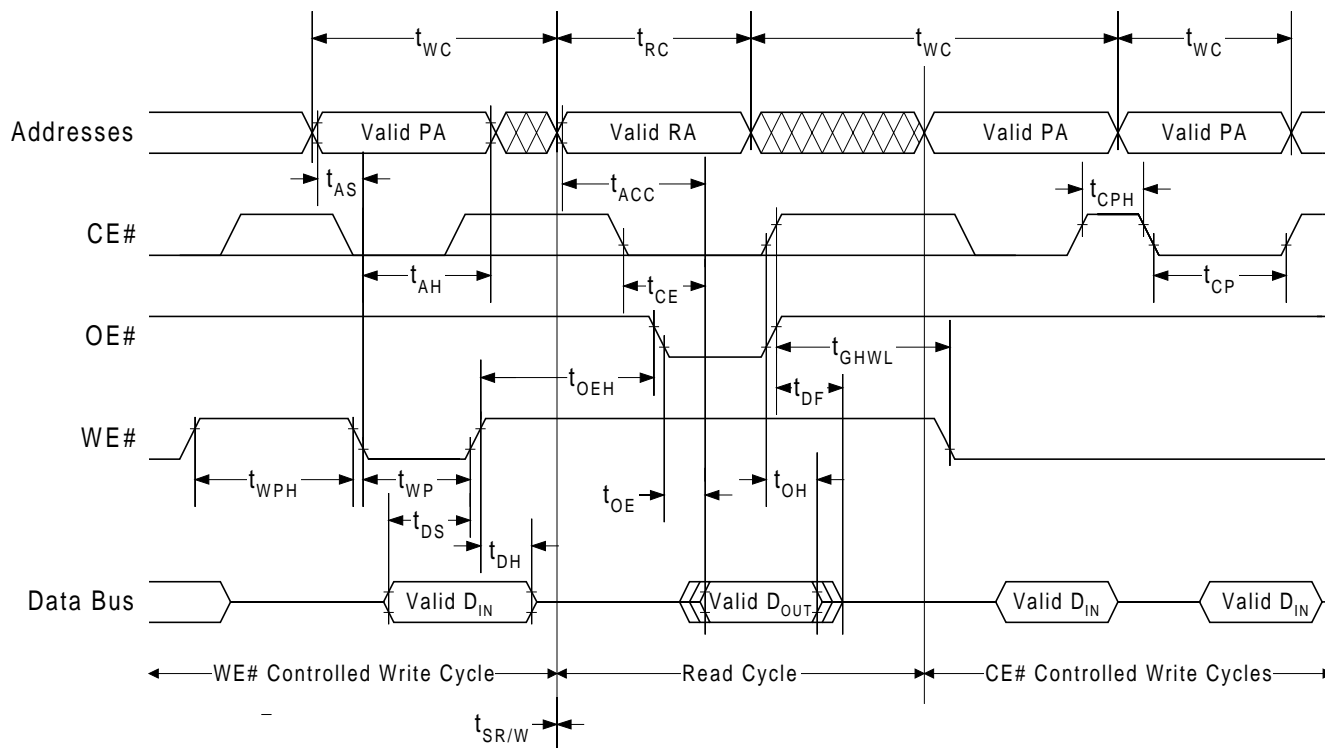 tWC tRC tWC tWC
Addresses Valid PA Valid RA Valid PA Valid PA
tAS tACC tCPH
CE#
tAH tCE tCP
OE#
tGHWL
tOEH tDF
WE#
tWPH tWP tOH
tOE
tDS
tDH
Data Bus Valid DIN Valid DOUT Valid DIN Valid DIN
WE# Controlled Write Cycle Read Cycle CE# Controlled Write Cycles
tSR/W